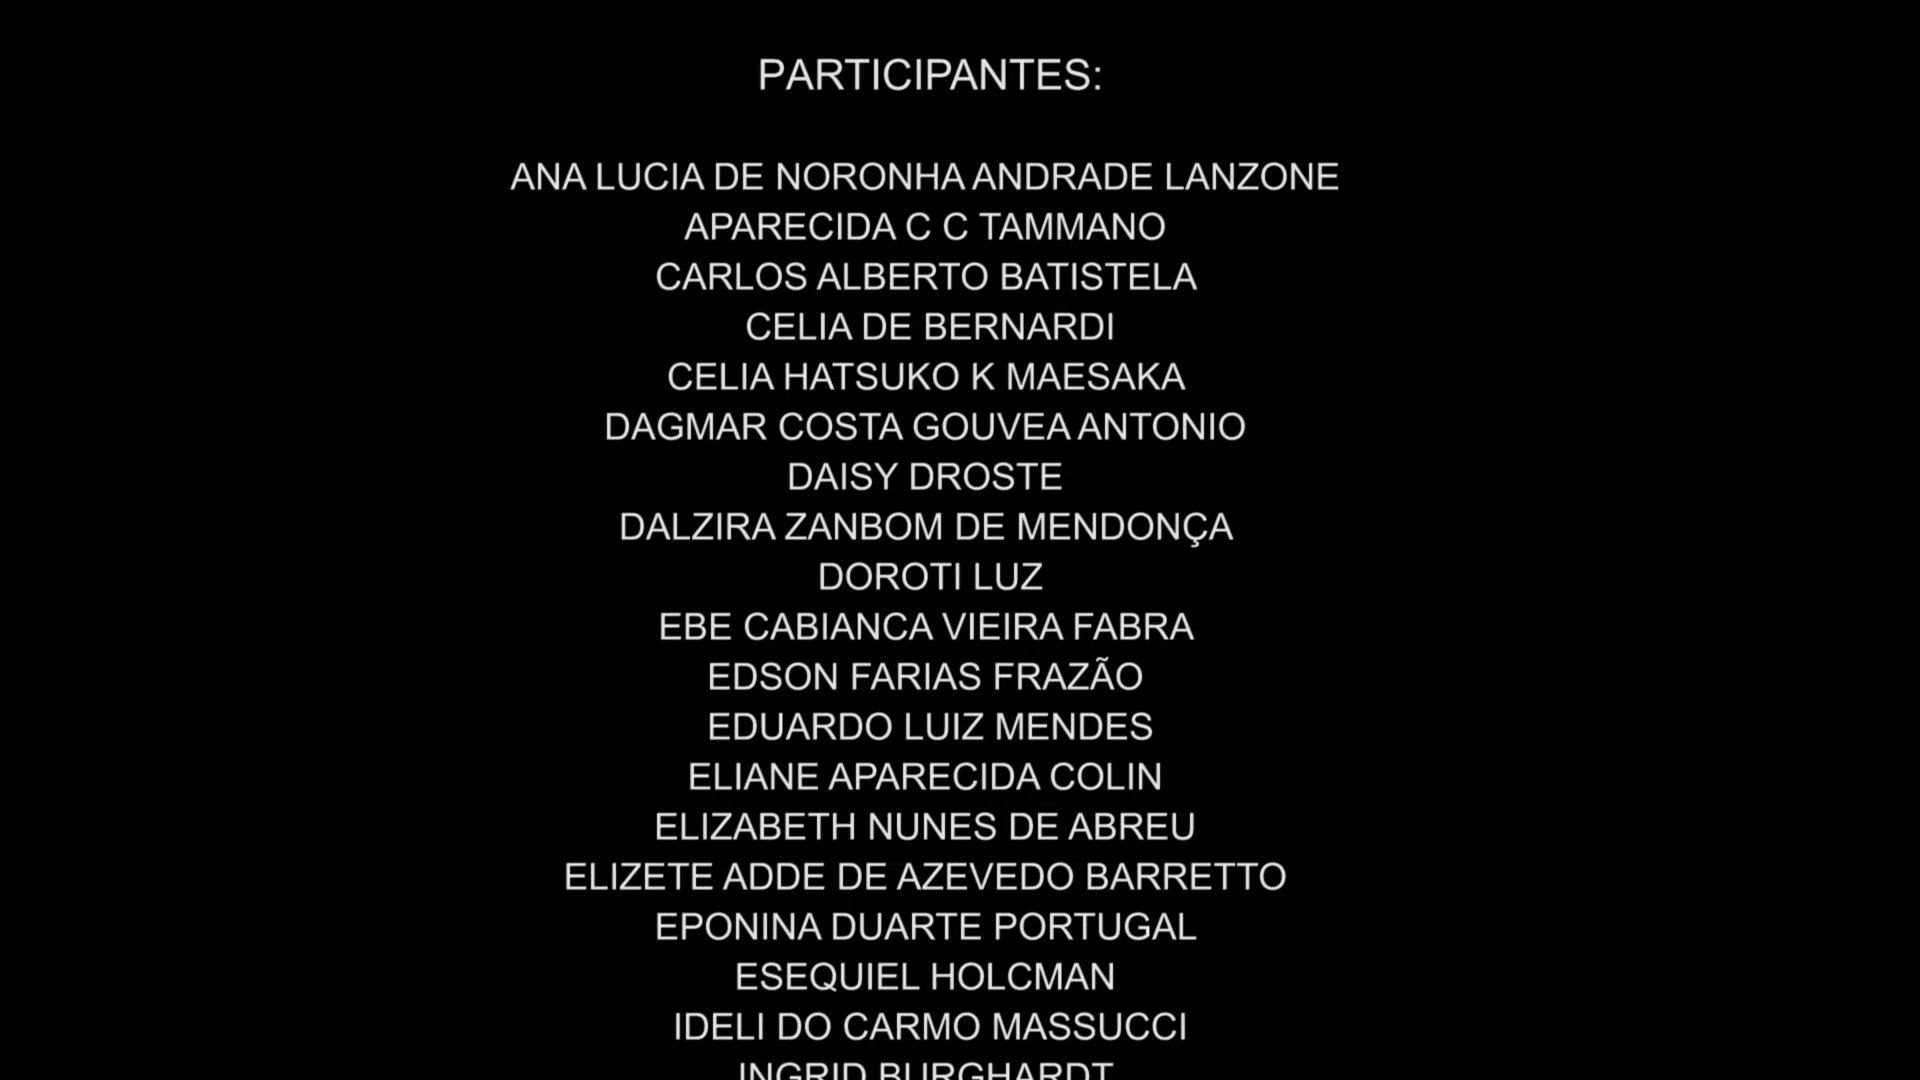 PARTICIPANTES:
ANA LUCIA DE NORONHA ANDRADE LANZONE
APARECIDA C C TAMMANO
CARLOS ALBERTO BATISTELA
CELIA DE BERNARDI
CELIA HATSUKO K MAESAKA
DAGMAR COSTA GOUVEA ANTONIO
DAISY DROSTE
DALZIRA ZANBOM DE MENDONÇA
DOROTI LUZ
EBE CABIANCA VIEIRA FABRA
EDSON FARIAS FRAZÃO
EDUARDO LUIZ MENDES
ELIANE APARECIDA COLIN
ELIZABETH NUNES DE ABREU
ELIZETE ADDE DE AZEVEDO BARRETTO
EPONINA DUARTE PORTUGAL
ESEQUIEL HOLCMAN
IDELI DO CARMO MASSUCCI
INGRID BURGHARDT